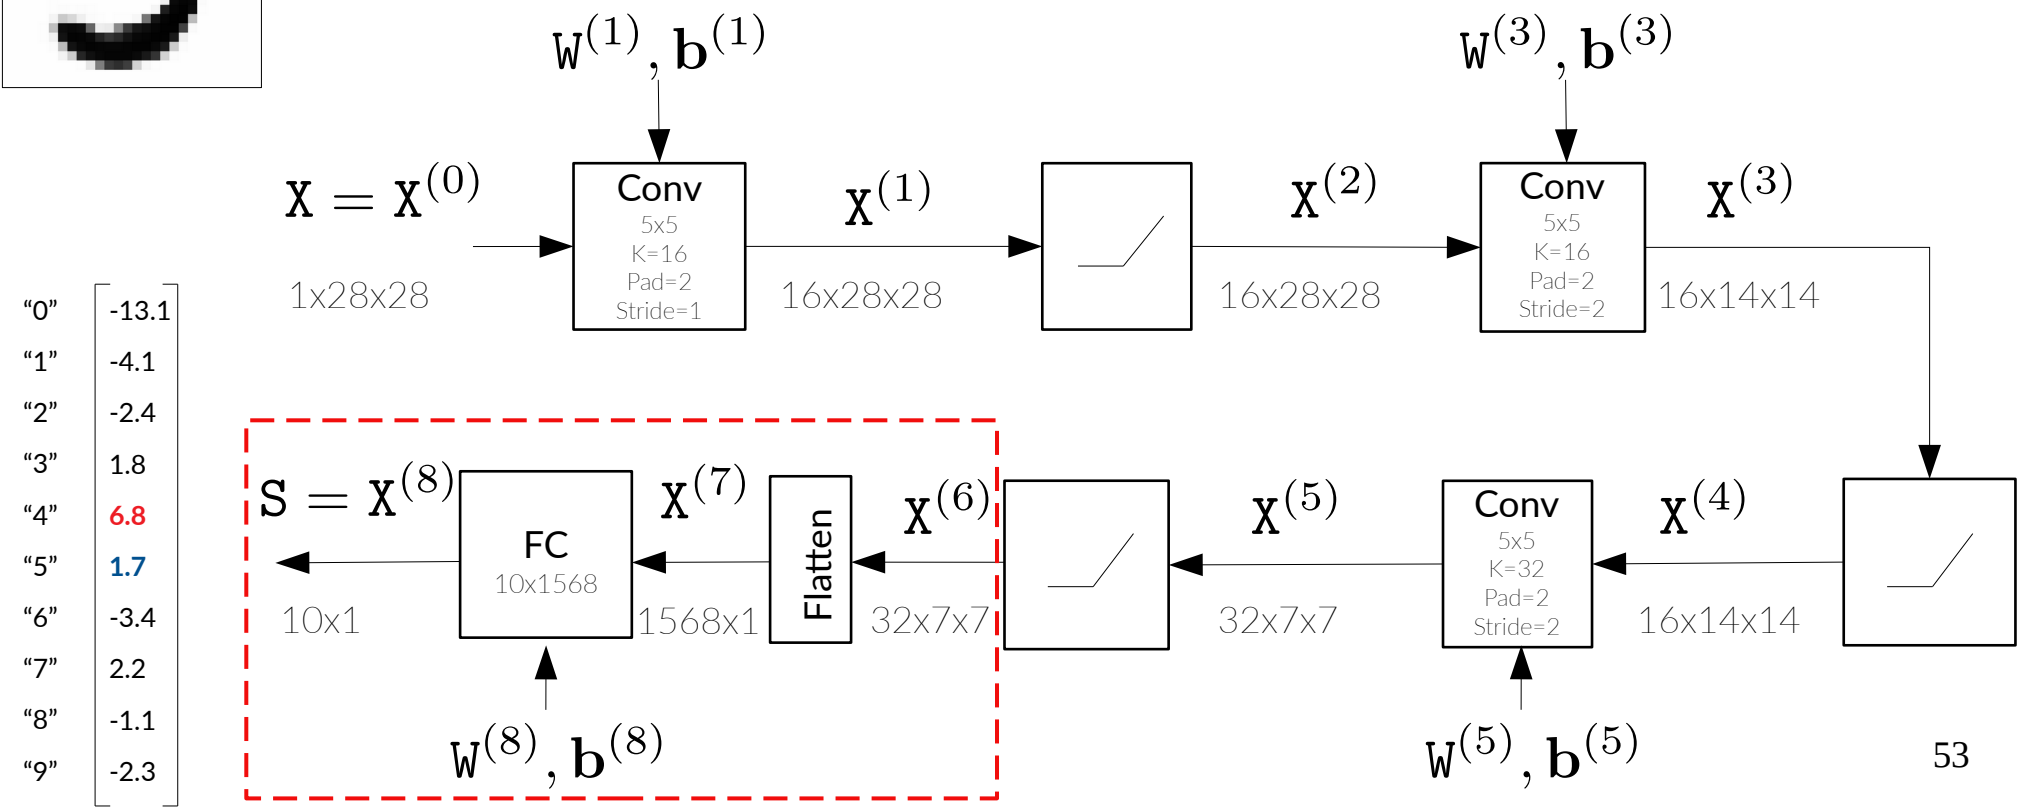 W^(1), b^(1)
W^(3), b^(3)
X = X^(0)
1x28x28
Conv
5x5
K=16
Pad=2
Stride=1
X^(1)
16x28x28
X^(2)
16x28x28
Conv
5x5
K=16
Pad=2
Stride=2
X^(3)
16x14x14
“0” -13.1
“1” -4.1
“2” -2.4
“3” 1.8
“4” 6.8
“5” 1.7
“6” -3.4
“7” 2.2
“8” -1.1
“9” -2.3
S = X^(8)
10x1
FC
10x1568
X^(7)
1568x1
Flatten
X^(6)
32x7x7
X^(5)
32x7x7
Conv
5x5
K=32
Pad=2
Stride=2
X^(4)
16x14x14
W^(8), b^(8)
W^(5), b^(5)
53